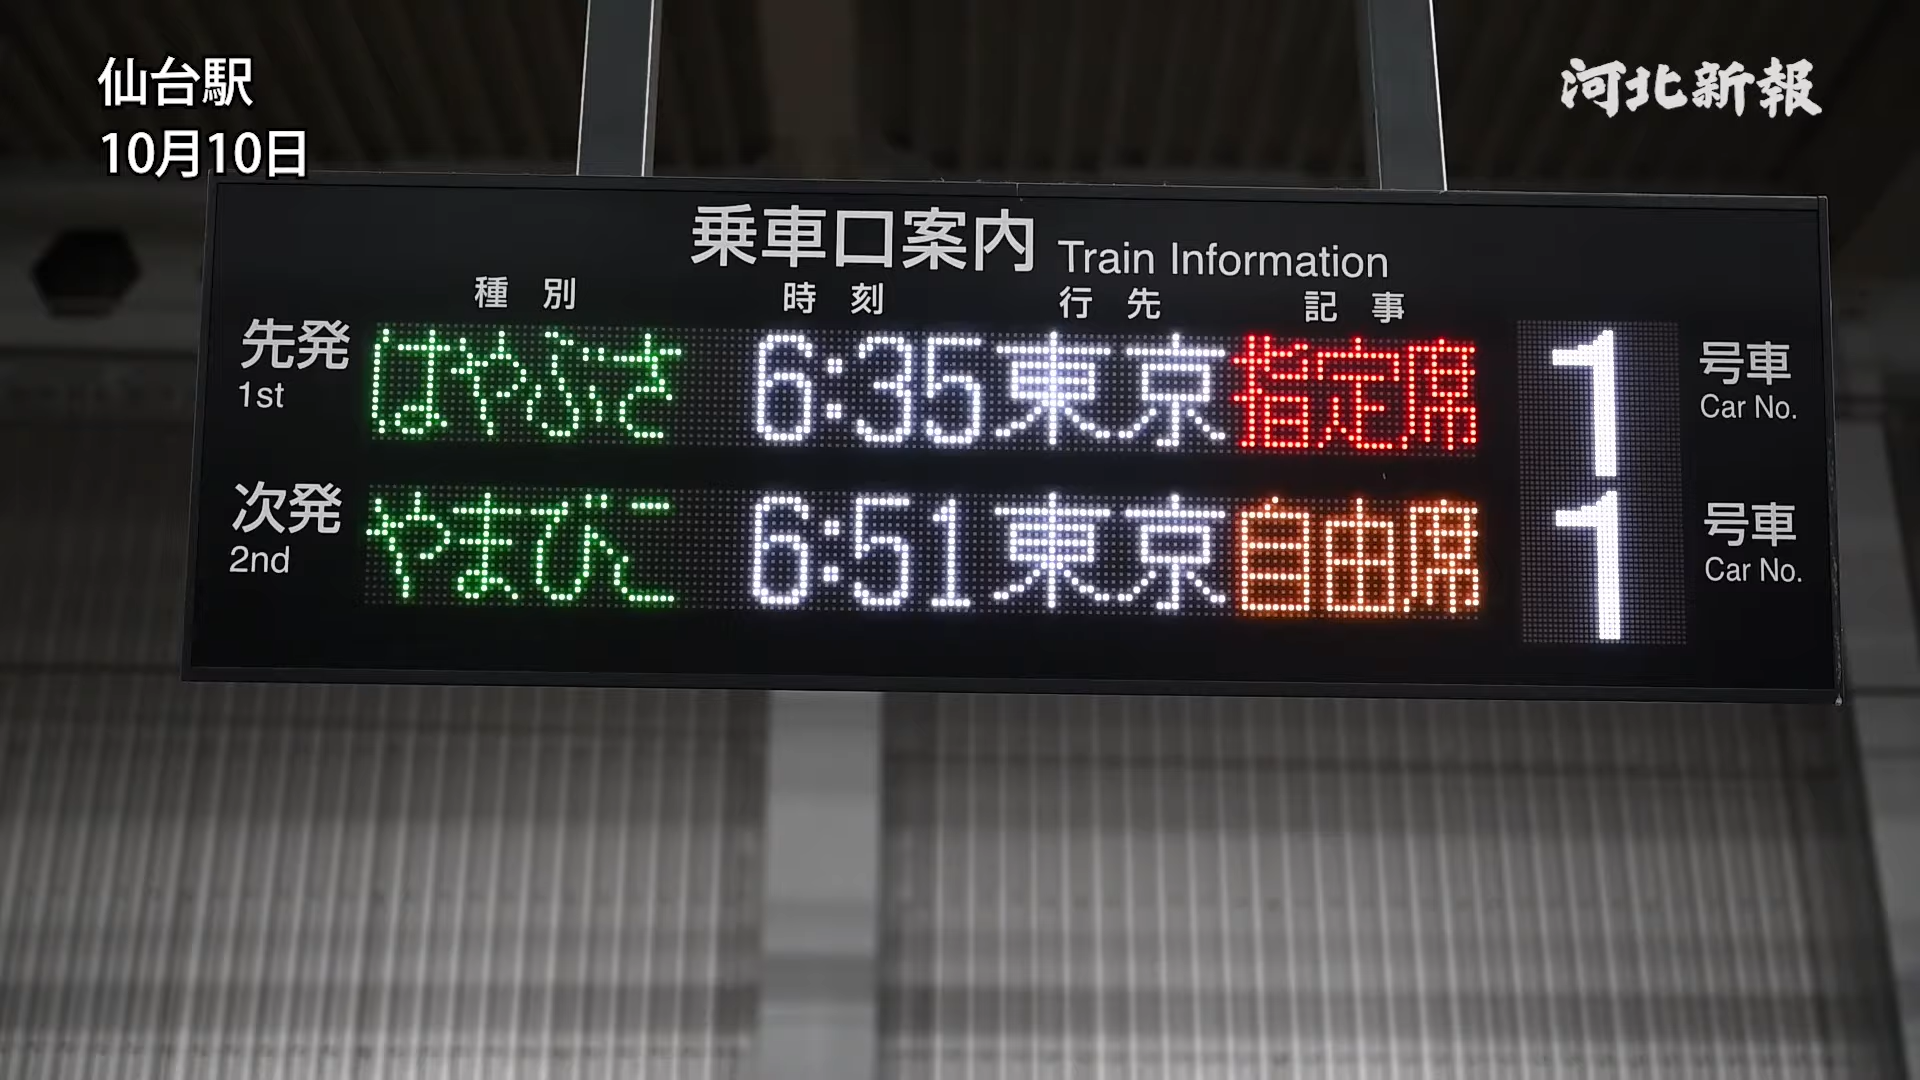 仙台駅
10月10日
河北新報
乗車口案内 Train Information
種別 時刻 行先 記事
先発 はやぶさ 6:35 東京 指定席 1 号車
1st Car No.
次発 やまびこ 6:51 東京 自由席 1 号車
2nd Car No.